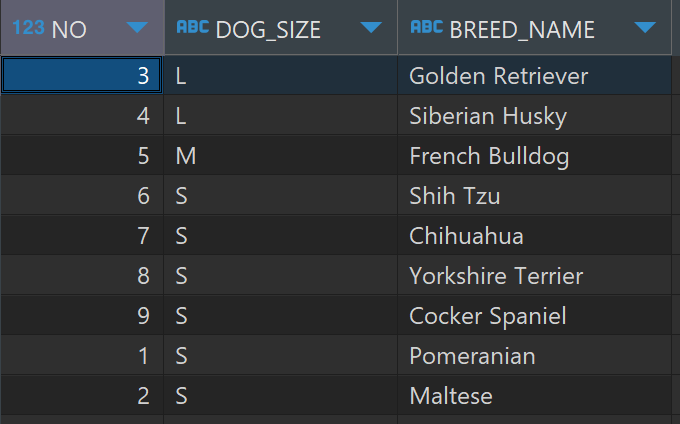 123 NO ABC DOG_SIZE ABC BREED_NAME
3 L Golden Retriever
4 L Siberian Husky
5 M French Bulldog
6 S Shih Tzu
7 S Chihuahua
8 S Yorkshire Terrier
9 S Cocker Spaniel
1 S Pomeranian
2 S Maltese